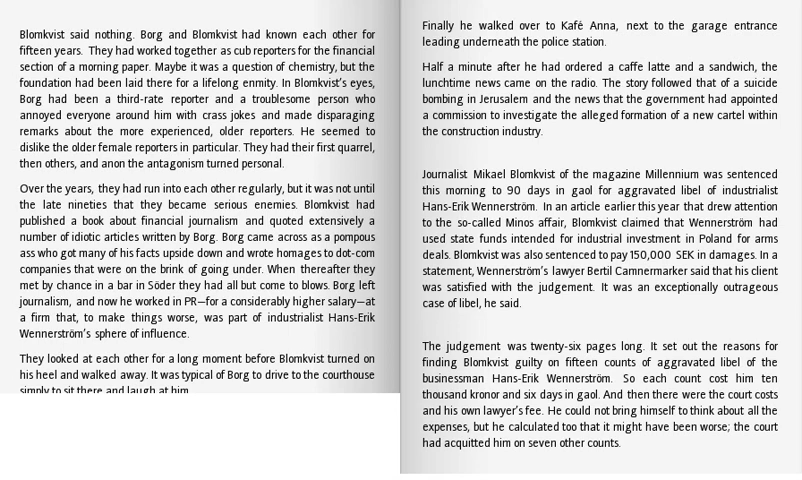 Blomkvist said nothing. Borg and Blomkvist had known each other for
fifteen years. They had worked together as cub reporters for the financial
section of a morning paper. Maybe it was a question of chemistry, but the
foundation had been laid there for a lifelong enmity. In Blomkvist's eyes,
Borg had been a third-rate reporter and a troublesome person who
annoyed everyone around him with crass jokes and made disparaging
remarks about the more experienced, older reporters. He seemed to
dislike the older female reporters in particular. They had their first quarrel,
then others, and anon the antagonism turned personal.
Over the years, they had run into each other regularly, but it was not until
the late nineties that they became serious enemies. Blomkvist had
published a book about financial journalism and quoted extensively a
number of idiotic articles written by Borg. Borg came across as a pompous
ass who got many of his facts upside down and wrote homages to dot-com
companies that were on the brink of going under. When thereafter they
met by chance in a bar in Söder they had all but come to blows. Borg left
journalism, and now he worked in PR—for a considerably higher salary—at
a firm that, to make things worse, was part of industrialist Hans-Erik
Wennerström's sphere of influence.
They looked at each other for a long moment before Blomkvist turned on
his heel and walked away. It was typical of Borg to drive to the courthouse
simply to sit there and laugh at him.
Finally he walked over to Kafé Anna, next to the garage entrance
leading underneath the police station.
Half a minute after he had ordered a caffe latte and a sandwich, the
lunchtime news came on the radio. The story followed that of a suicide
bombing in Jerusalem and the news that the government had appointed
a commission to investigate the alleged formation of a new cartel within
the construction industry.
Journalist Mikael Blomkvist of the magazine Millennium was sentenced
this morning to 90 days in gaol for aggravated libel of industrialist
Hans-Erik Wennerström. In an article earlier this year that drew attention
to the so-called Minos affair, Blomkvist claimed that Wennerström had
used state funds intended for industrial investment in Poland for arms
deals. Blomkvist was also sentenced to pay 150,000 SEK in damages. In a
statement, Wennerström's lawyer Bertil Camnermarker said that his client
was satisfied with the judgement. It was an exceptionally outrageous
case of libel, he said.
The judgement was twenty-six pages long. It set out the reasons for
finding Blomkvist guilty on fifteen counts of aggravated libel of the
businessman Hans-Erik Wennerström. So each count cost him ten
thousand kronor and six days in gaol. And then there were the court costs
and his own lawyer's fee. He could not bring himself to think about all the
expenses, but he calculated too that it might have been worse; the court
had acquitted him on seven other counts.